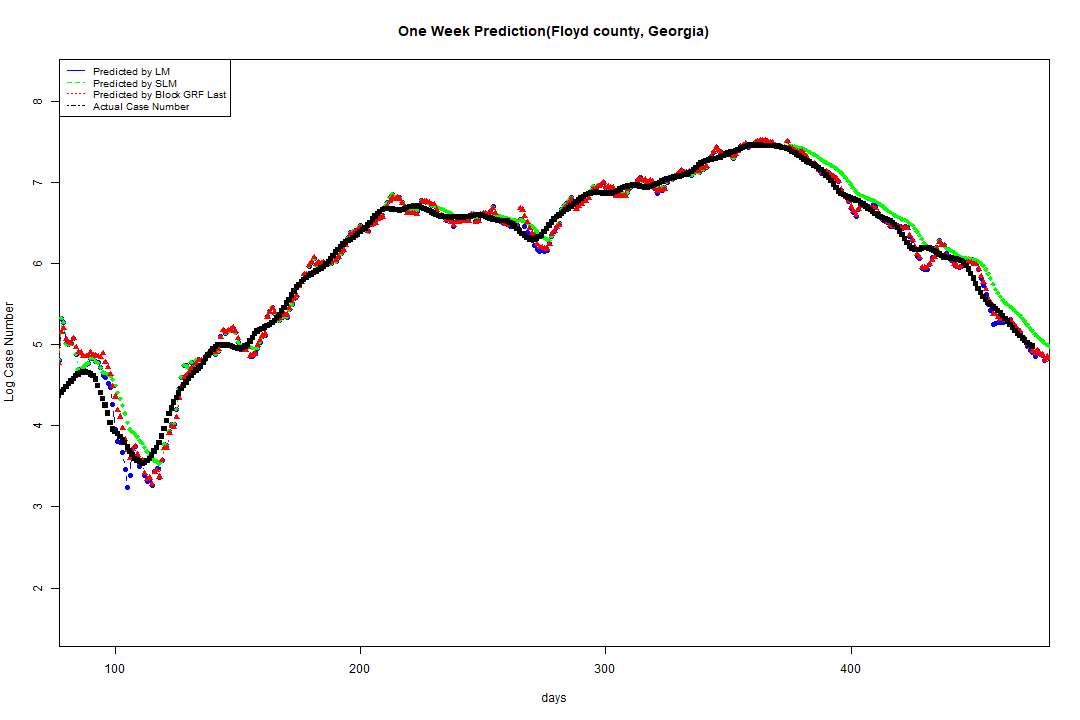 One Week Prediction(Floyd county, Georgia)
Predicted by LM
Predicted by SLM
Predicted by Block GRF Last
Actual Case Number
Log Case Number
8
7
6
5
4
3
2
100
200
300
400
days